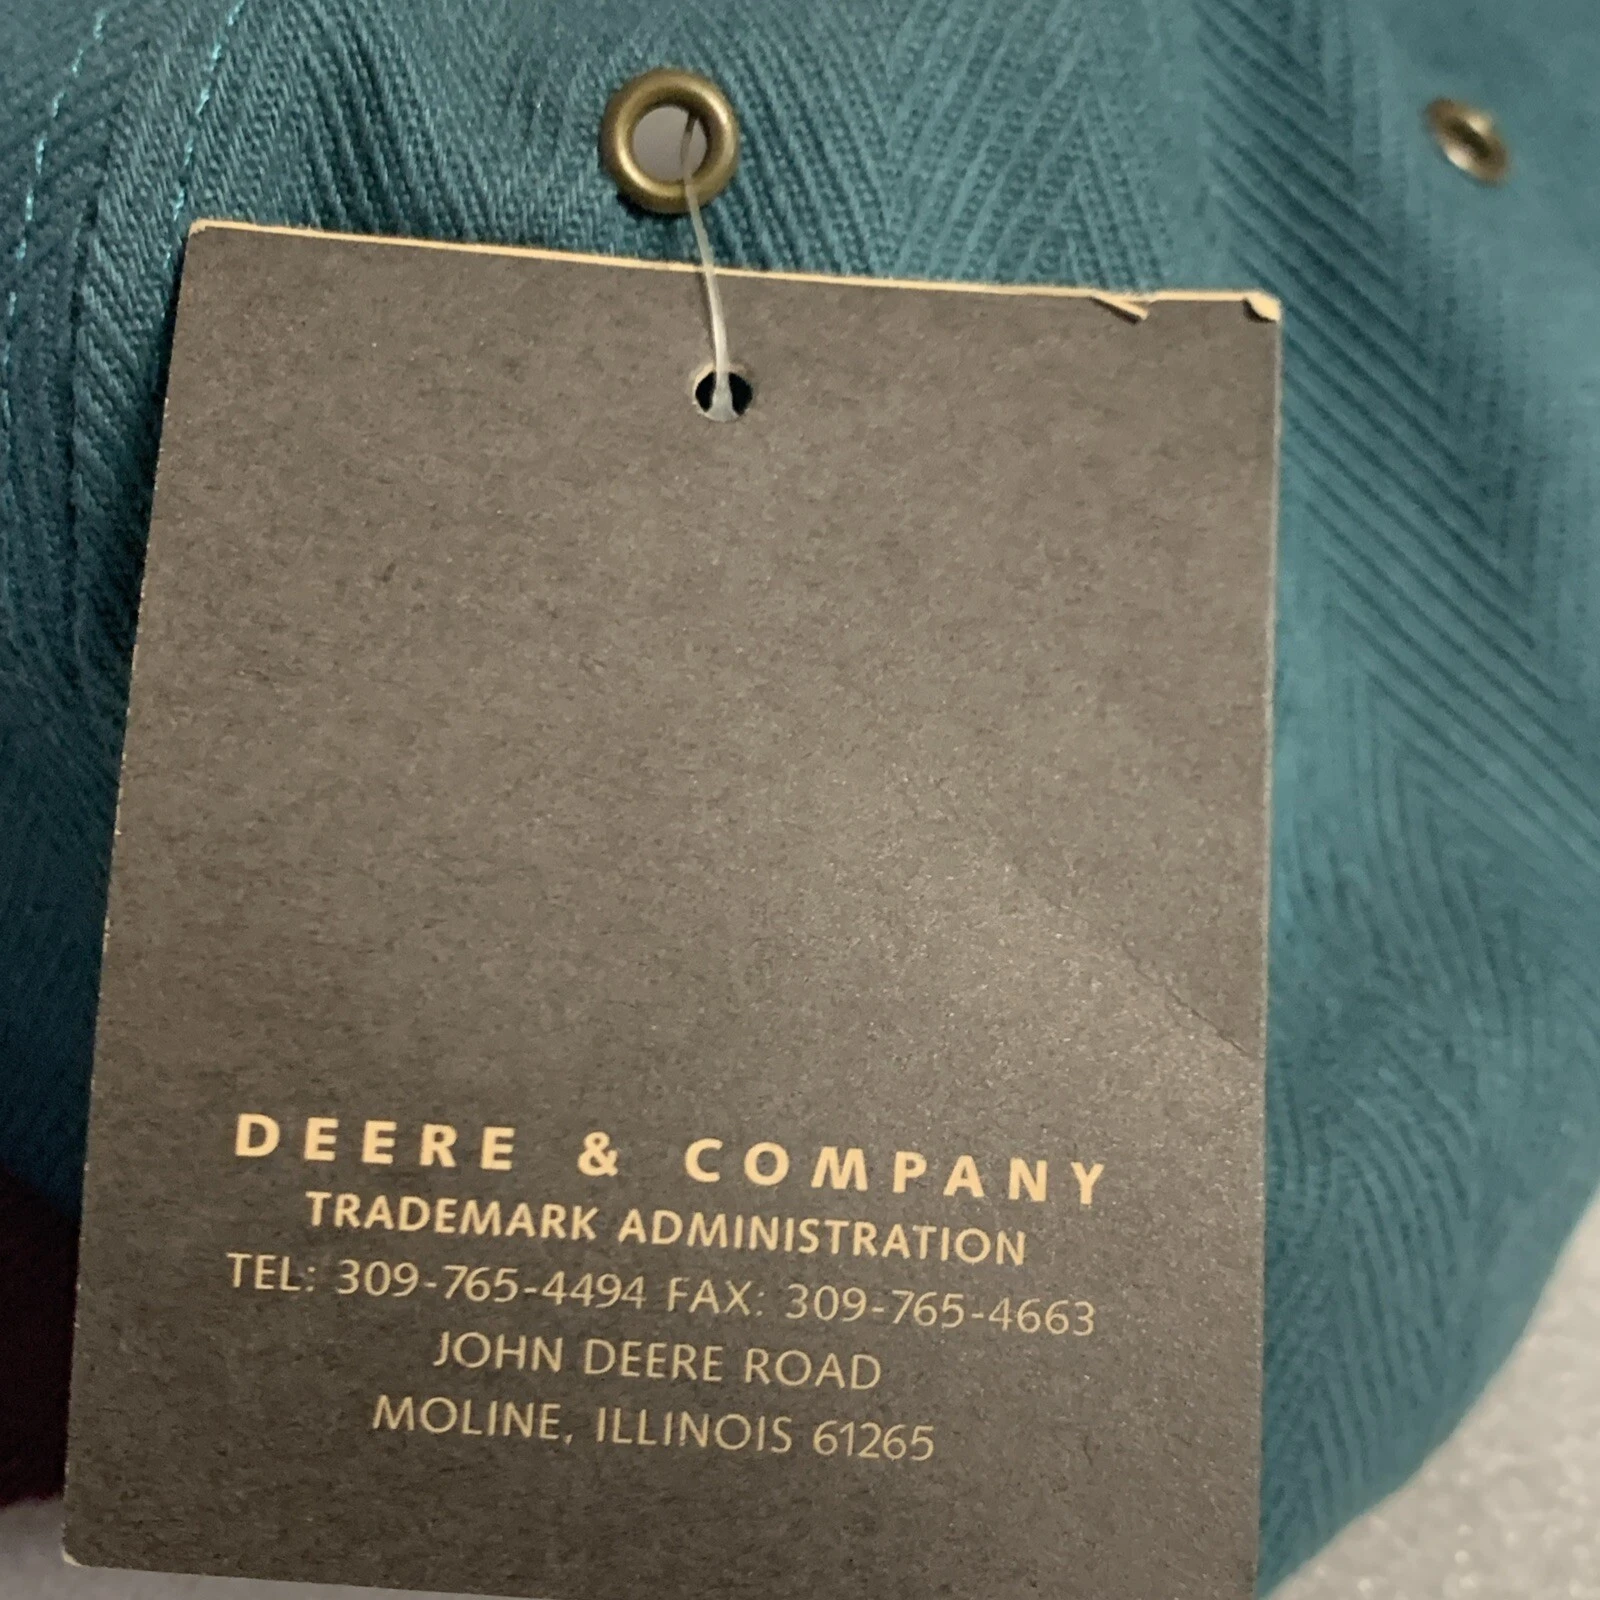 DEERE & COMPANY
TRADEMARK ADMINISTRATION
TEL: 309-765-4494 FAX: 309-765-4663
JOHN DEERE ROAD
MOLINE, ILLINOIS 61265